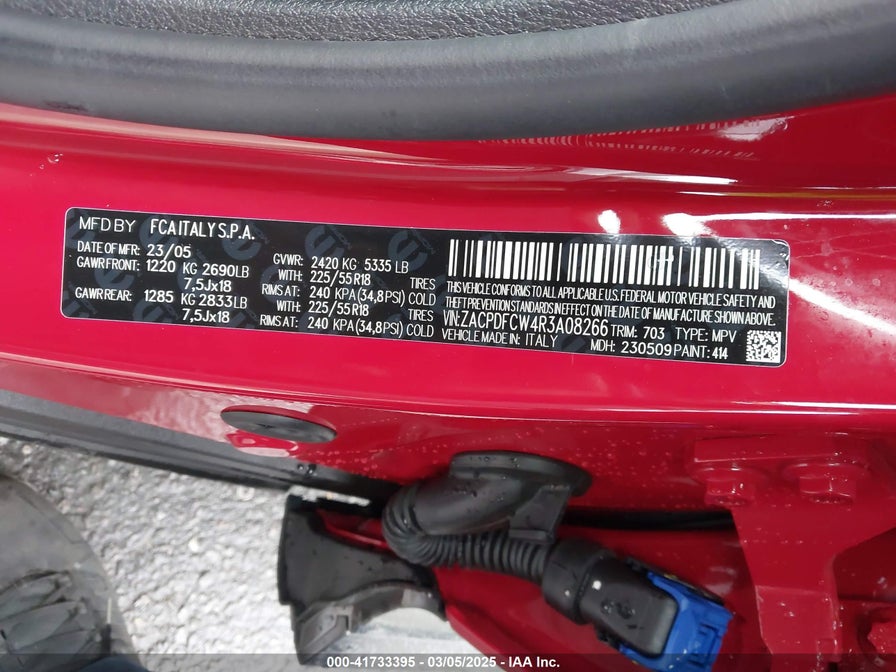 MFD BY FCA ITALY S.P.A.
DATE OF MFR 23/05 GVWR: 2420 KG 5335 LB
GAWR FRONT: 1220 KG 2690LB WITH: 225/55R18 TIRES
7,5Jx18 RIMS AT: 240 KPA (34,8PSI) COLD
GAWR REAR: 1285 KG 2833LB WITH: 225/55R18 TIRES
7,5Jx18 RIMS AT: 240 KPA (34,8PSI) COLD
THIS VEHICLE CONFORMS TO ALL APPLICABLE U.S. FEDERAL MOTOR VEHICLE SAFETY AND
THEFT PREVENTION STANDARDS IN EFFECT ON THE DATE OF MANUFACTURE SHOWN ABOVE.
VIN: ZACPDFCW4R3A08266 TRIM: 703 TYPE: MPV
VEHICLE MADE IN: ITALY MDH: 230509 PAINT: 414
000-41733395 - 03/05/2025 - IAA Inc.